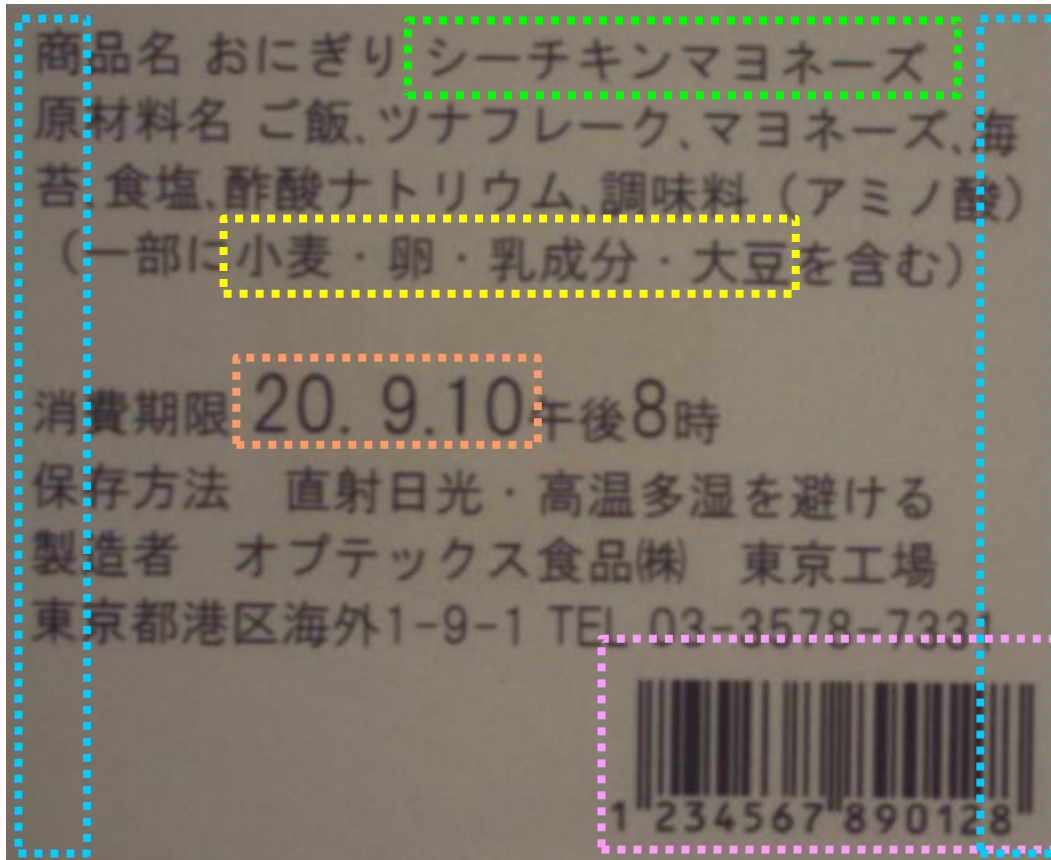 商品名 おにぎり シーチキンマヨネーズ
原材料名 ご飯、ツナフレーク、マヨネーズ、海
苔 食塩、酢酸ナトリウム、調味料（アミノ酸）
（一部に小麦・卵・乳成分・大豆を含む）
消費期限 20. 9.10午後8時
保存方法　直射日光・高温多湿を避ける
製造者　オプテックス食品㈱　東京工場
東京都港区海外1-9-1 TEL 03-3578-7331
1 234567 890128